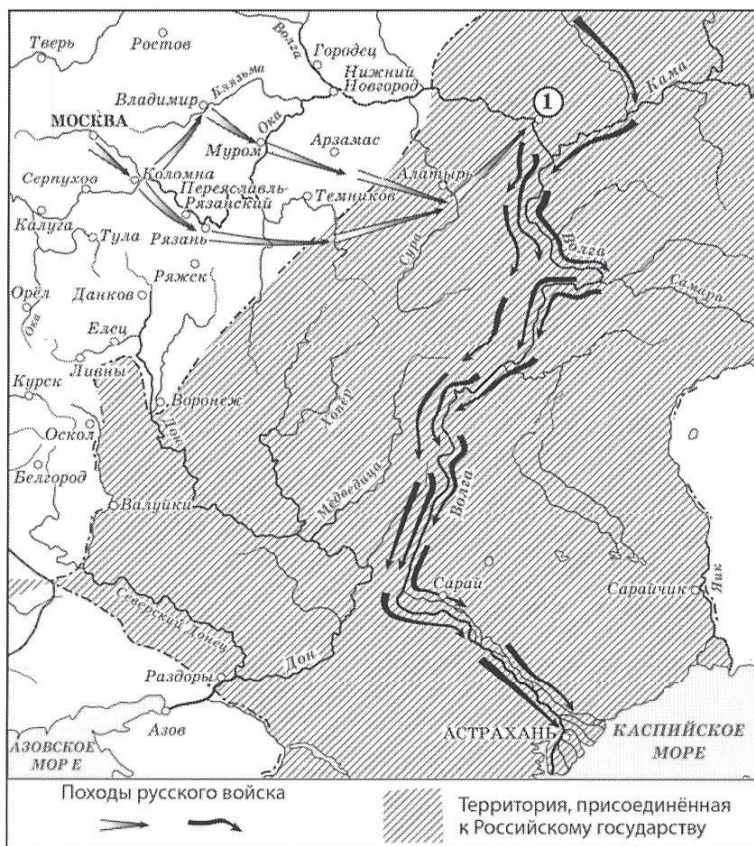 Тверь
Ростов
Волга
Городец
Нижний
Новгород
Клязьма
Владимир
Кама
1
МОСКВА
Ока
Муром
Арзамас
Коломна
Серпухов
Переяславль-
Рязанский
Алатырь
Темников
Калуга
Тула
Рязань
Сура
Волга
Ряжск
Самара
Орёл
Ока
Данков
Елец
Ливны
Курск
Воронеж
Хопёр
Оскол
Дон
Белгород
Медведица
Волга
Валуйки
Сарай
Сарайчик
Яик
Северский Донец
Дон
Раздоры
Азов
АСТРАХАНЬ
КАСПИЙСКОЕ
МОРЕ
АЗОВСКОЕ
МОРЕ
Походы русского войска
Территория, присоединённая
к Российскому государству